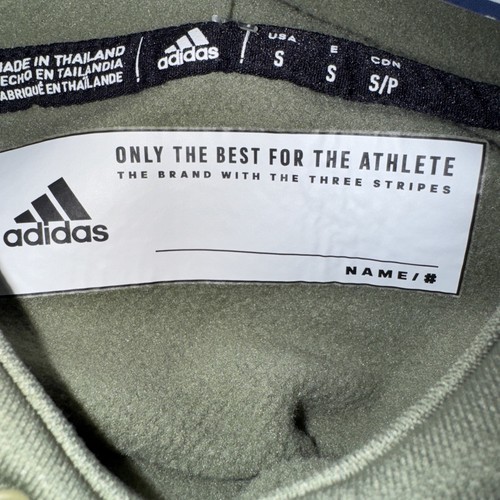 MADE IN THAILAND
HECHO EN TAILANDIA
FABRIQUÉ EN THAÏLANDE
adidas
USA
S
E
S
CDN
S/P
ONLY THE BEST FOR THE ATHLETE
THE BRAND WITH THE THREE STRIPES
adidas
NAME/#